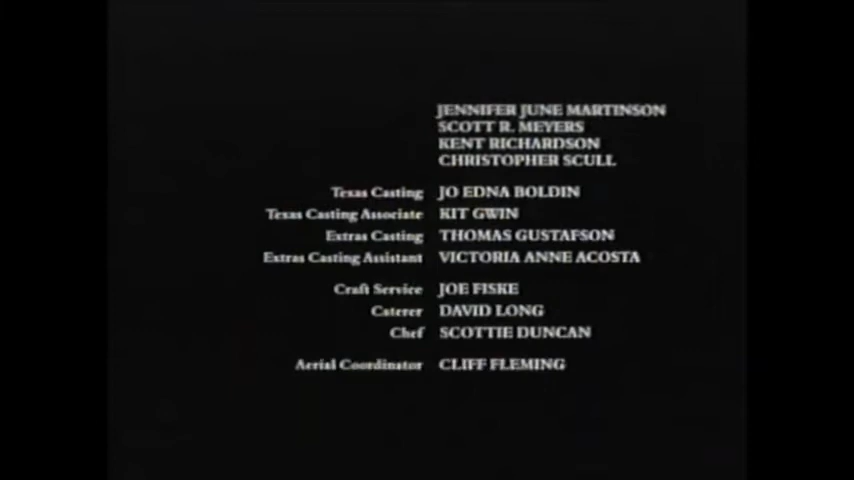 JENNIFER JUNE MARTINSON
SCOTT R. MEYERS
KENT RICHARDSON
CHRISTOPHER SCULL
Texas Casting JO EDNA BOLDIN
Texas Casting Associate KIT GWIN
Extras Casting THOMAS GUSTAFSON
Extras Casting Assistant VICTORIA ANNE ACOSTA
Craft Service JOE FISKE
Caterer DAVID LONG
Chef SCOTTIE DUNCAN
Aerial Coordinator CLIFF FLEMING